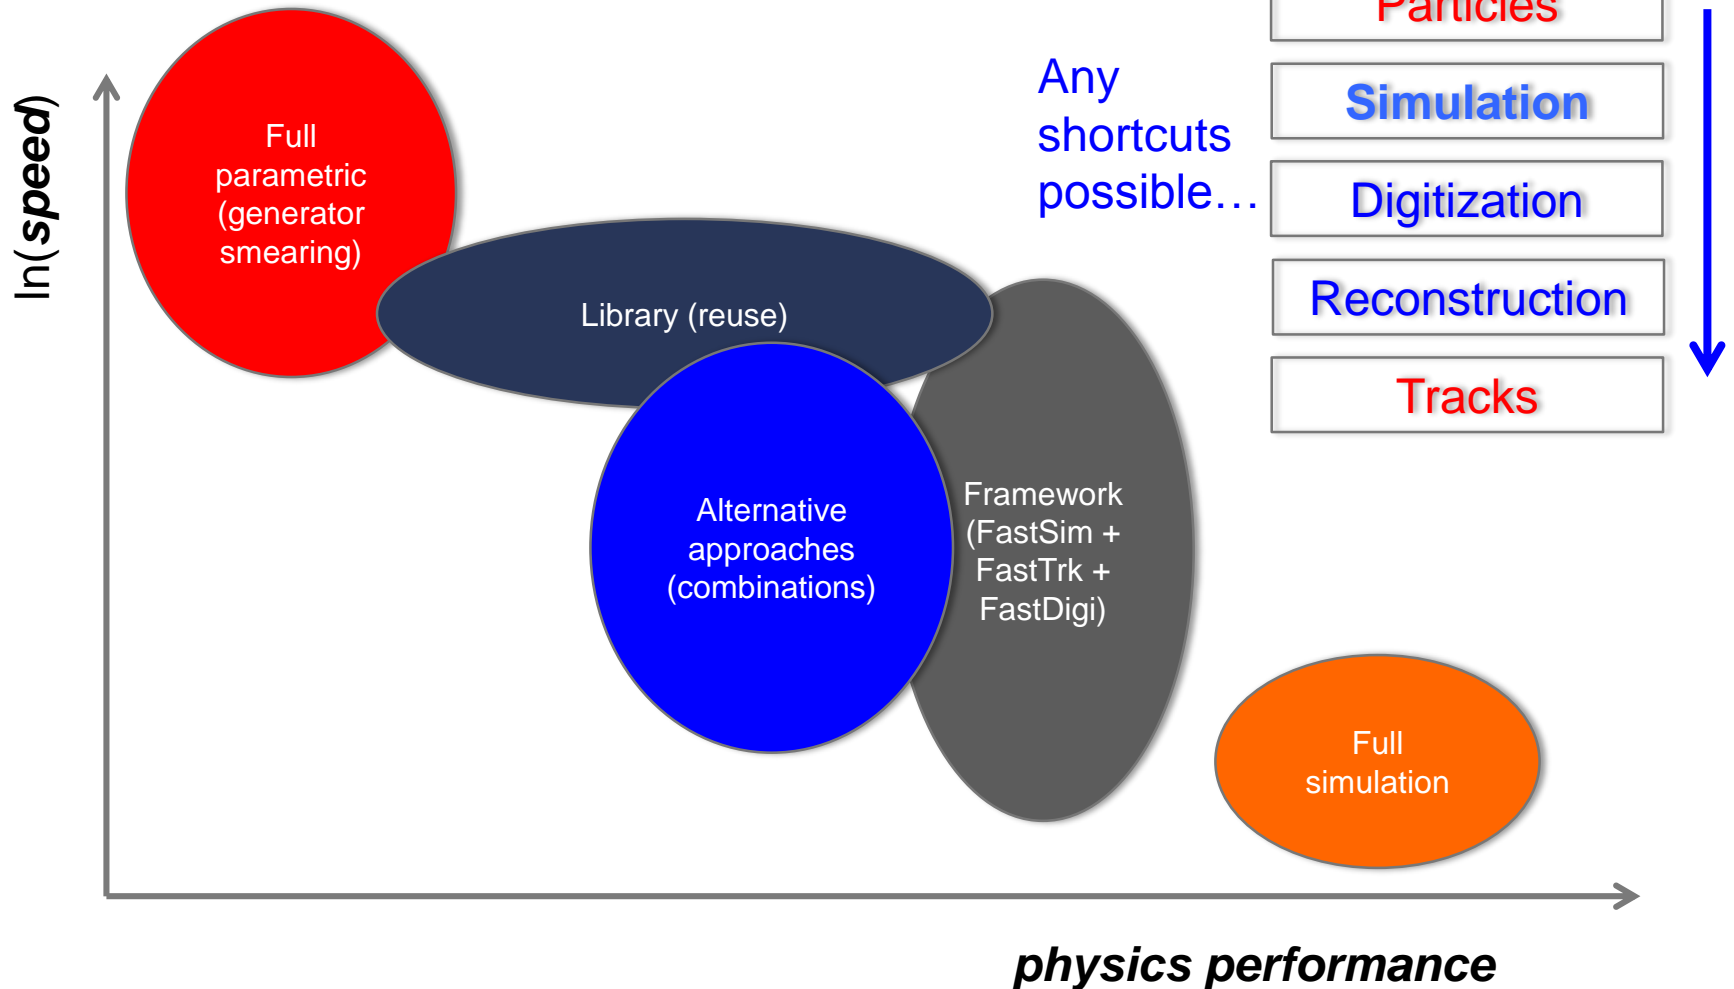 Particles
Any
shortcuts
possible…
Simulation
Digitization
Reconstruction
Tracks
ln(speed)
Full
parametric
(generator
smearing)
Library (reuse)
Alternative
approaches
(combinations)
Framework
(FastSim +
FastTrk +
FastDigi)
Full
simulation
physics performance